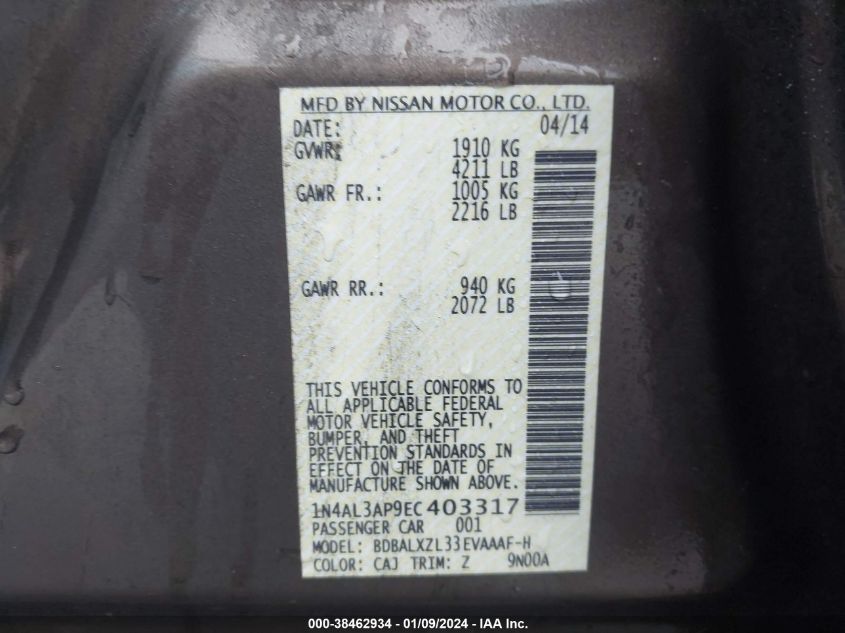 MFD BY NISSAN MOTOR CO., LTD.
DATE: 04/14
GVWR: 1910 KG
4211 LB
GAWR FR.: 1005 KG
2216 LB
GAWR RR.: 940 KG
2072 LB
THIS VEHICLE CONFORMS TO
ALL APPLICABLE FEDERAL
MOTOR VEHICLE SAFETY,
BUMPER, AND THEFT
PREVENTION STANDARDS IN
EFFECT ON THE DATE OF
MANUFACTURE SHOWN ABOVE.
1N4AL3AP9EC403317
PASSENGER CAR 001
MODEL: BDBALXZL33EVAAAF-H
COLOR: CAJ TRIM: Z 9N00A
000-38462934 - 01/09/2024 - IAA Inc.